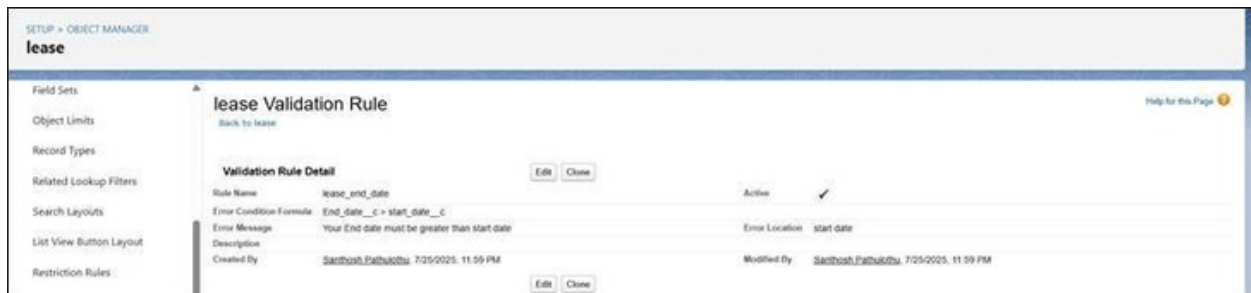 SETUP > OBJECT MANAGER
lease
Field Sets
Object Limits
Record Types
Related Lookup Filters
Search Layouts
List View Button Layout
Restriction Rules
lease Validation Rule
Back to lease
Help for this Page
Validation Rule Detail
Edit Clone
Rule Name lease_end_date Active ✓
Error Condition Formula End_date__c > start_date__c
Error Message Your End date must be greater than start date Error Location start date
Description
Created By Santhosh Pathulothu, 7/25/2025, 11:59 PM Modified By Santhosh Pathulothu, 7/25/2025, 11:59 PM
Edit Clone